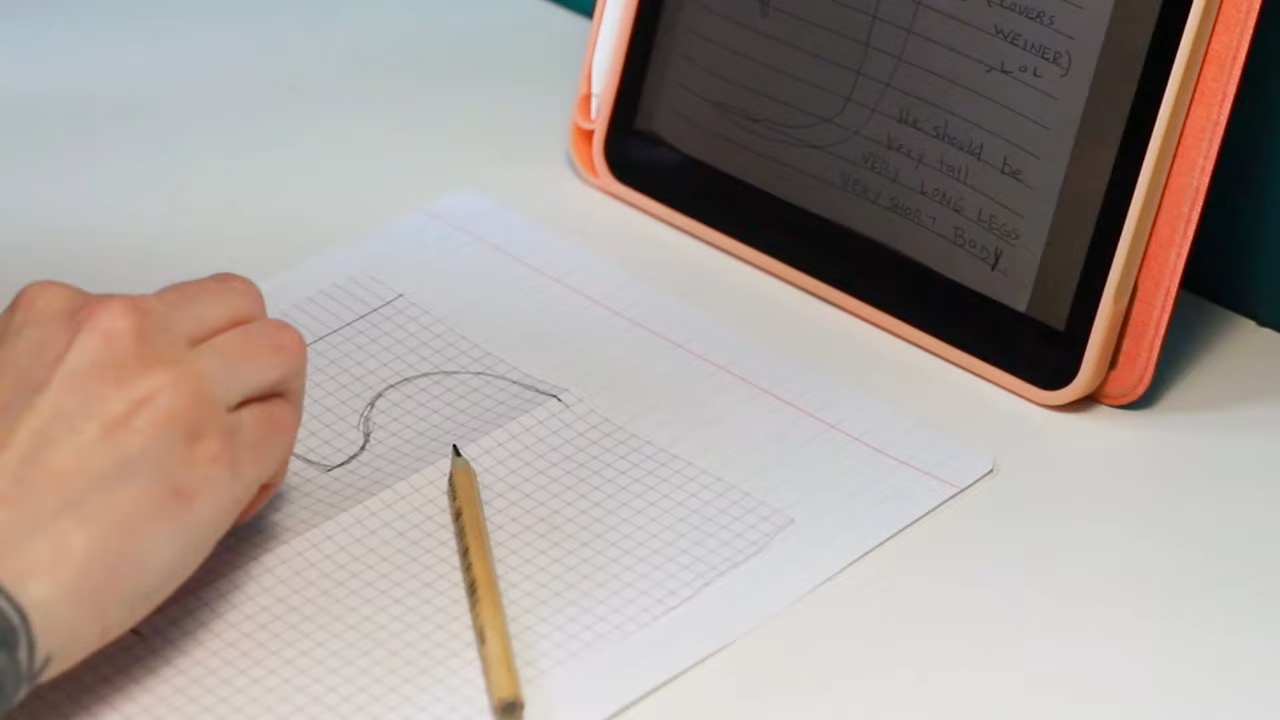 (COVERS
WEINER)
LOL
He should be
Very tall.
VERY LONG LEGS
VERY SHORT BODY